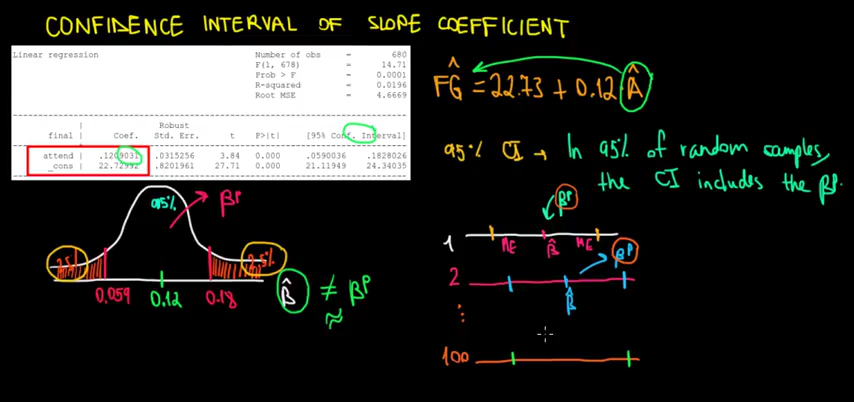 CONFIDENCE INTERVAL OF SLOPE COEFFICIENT
Linear regression
Number of obs = 680
F(1, 678) = 14.71
Prob > F = 0.0001
R-squared = 0.0196
Root MSE = 4.6669
Robust
final | Coef. Std. Err. t P>|t| [95% Conf. Interval]
attend | .1209031 .0315256 3.84 0.000 .0590036 .1828026
_cons | 22.72992 .8201961 27.71 0.000 21.11949 24.34035
F̂G = 22.73 + 0.12 Â
95% CI → In 95% of random samples,
the CI includes the βᴾ.
95% βᴾ
2.5% 
0.059 0.12 0.18
β̂ ≠ βᴾ
≈
βᴾ
1 ME β̂ ME
βᴾ
2
β̂
⋮
100